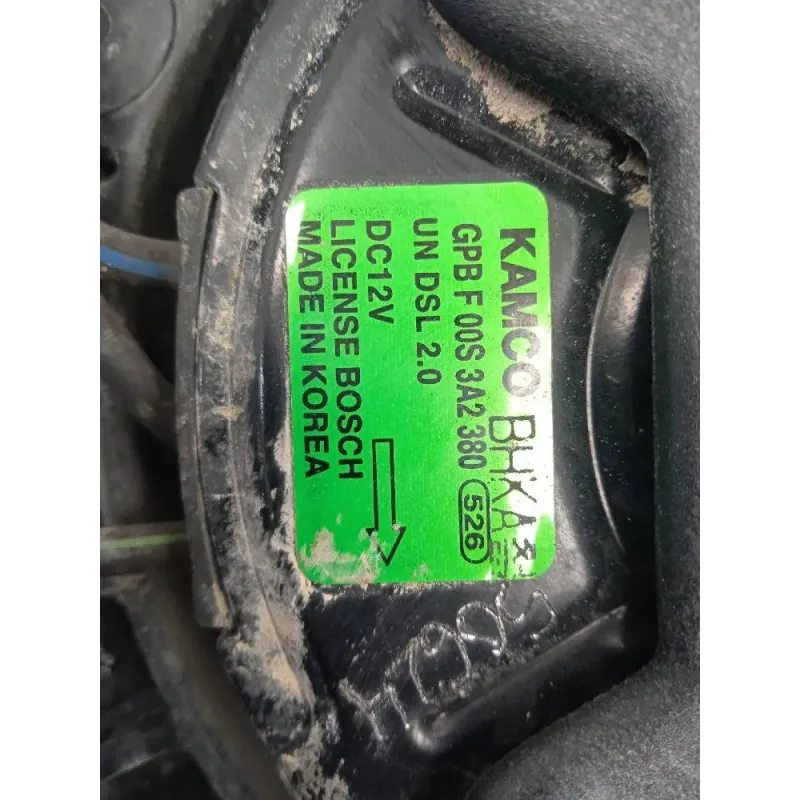 KAMCO
BHKA
GPB F 00S 3A2 380 526
UN DSL 2.0
DC12V
LICENSE BOSCH
MADE IN KOREA